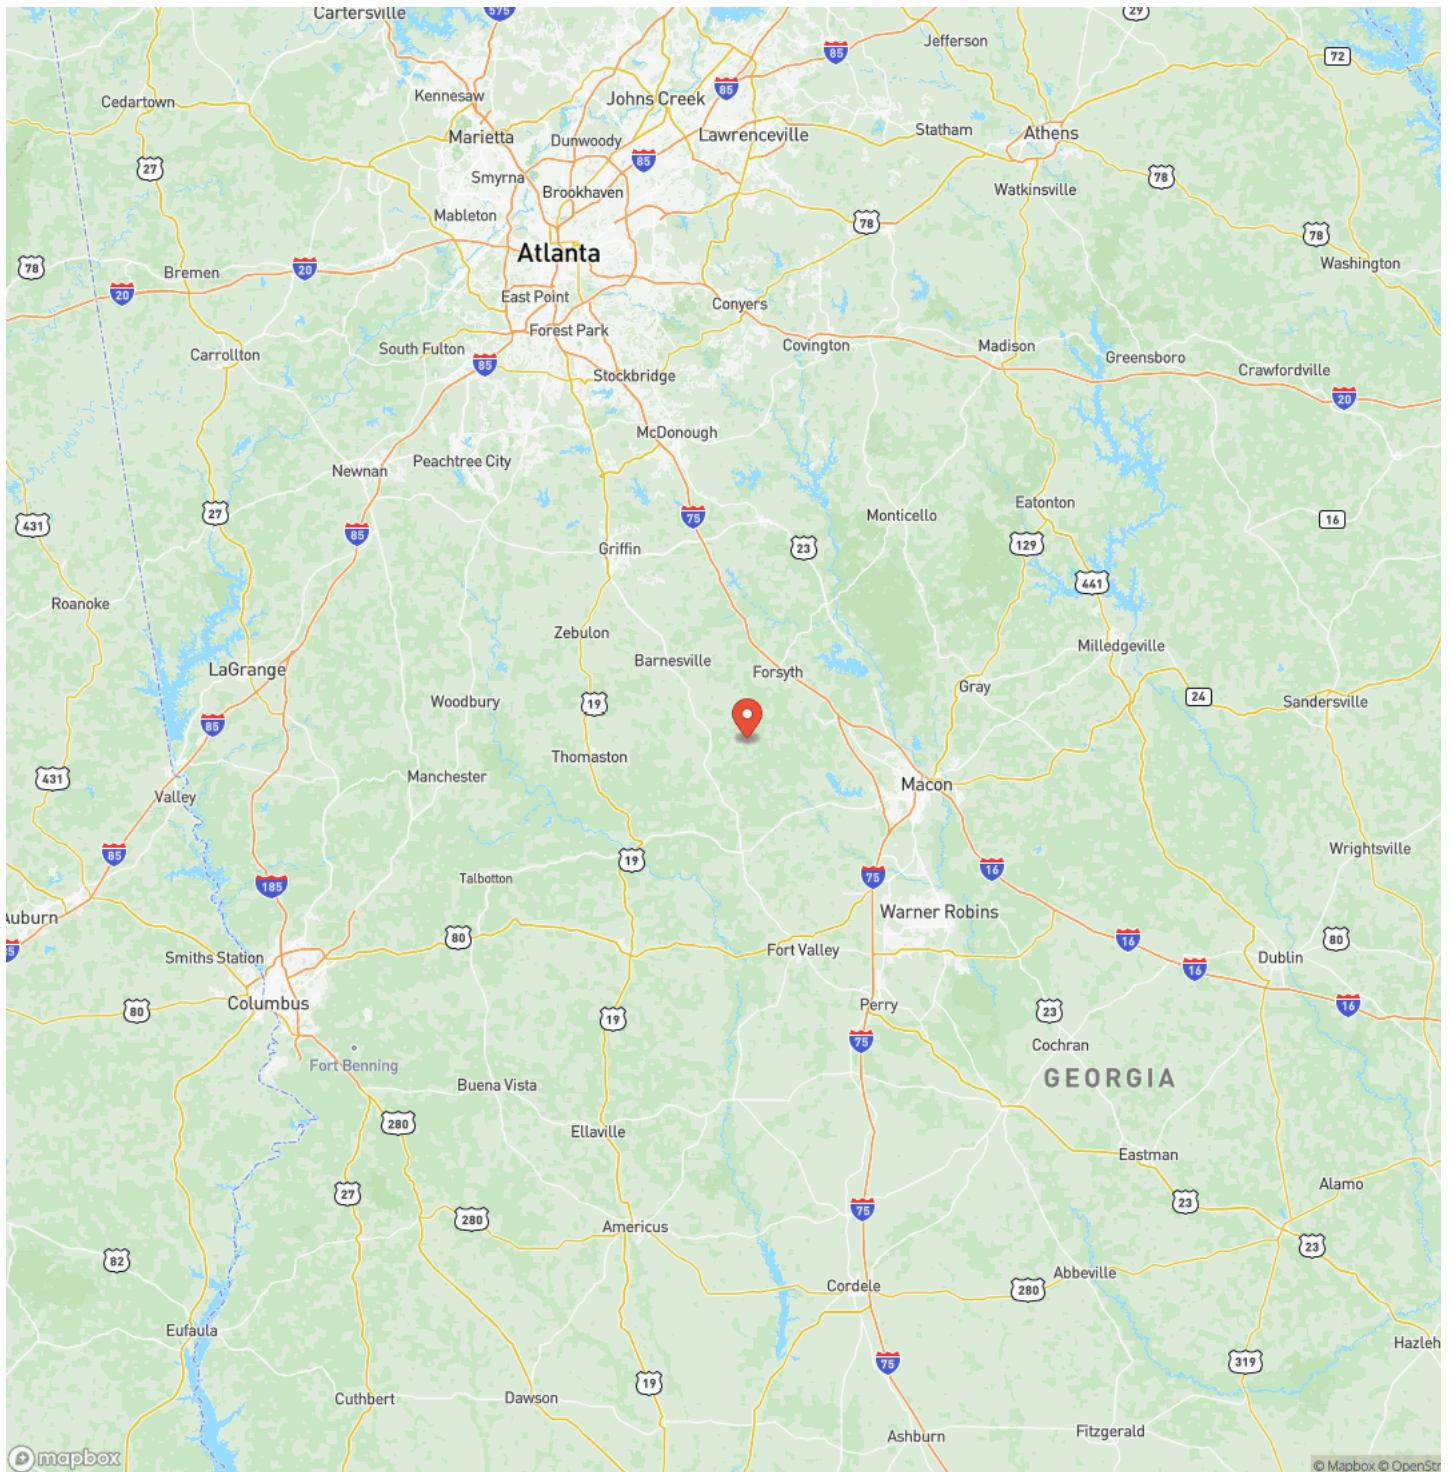 Cartersville
575
29
Jefferson
85
72
Kennesaw
Cedartown
Johns Creek
85
Marietta
Dunwoody
Lawrenceville
Statham
Athens
27
85
Smyrna
78
Brookhaven
Watkinsville
Mableton
78
78
Atlanta
78
Bremen
20
Washington
20
East Point
Conyers
Forest Park
Carrollton
South Fulton
85
Covington
Madison
Greensboro
Crawfordville
Stockbridge
20
McDonough
Newnan
Peachtree City
27
431
85
75
Monticello
Eatonton
16
Griffin
23
129
441
Roanoke
Zebulon
Barnesville
Forsyth
Milledgeville
LaGrange
Woodbury
Gray
24
Sandersville
85
19
Thomaston
431
Manchester
Macon
Valley
85
19
Wrightsville
Talbotton
185
75
16
Auburn
Warner Robins
85
80
16
80
Smiths Station
Fort Valley
16
Dublin
Columbus
80
19
Perry
23
16
75
Cochran
Fort Benning
GEORGIA
Buena Vista
280
Ellaville
Eastman
27
23
Alamo
280
75
Americus
23
82
Cordele
280
Abbeville
Eufaula
Hazleh
75
319
19
Cuthbert
Dawson
Ashburn
Fitzgerald
mapbox
© Mapbox © OpenStr